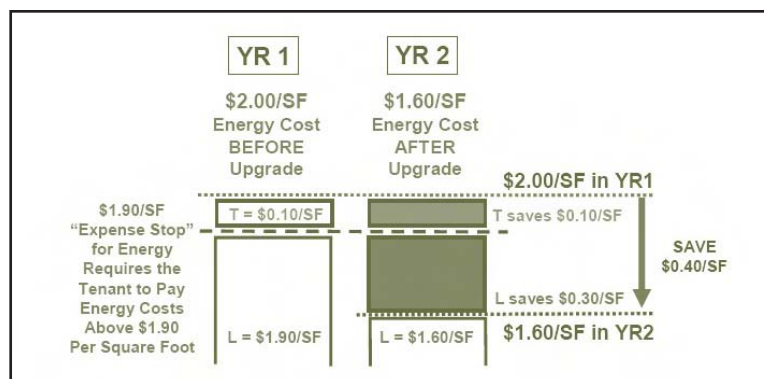 YR 1
$2.00/SF
Energy Cost
BEFORE
Upgrade
YR 2
$1.60/SF
Energy Cost
AFTER
Upgrade
$2.00/SF in YR1
$1.90/SF
“Expense Stop”
for Energy
Requires the
Tenant to Pay
Energy Costs
Above $1.90
Per Square Foot
T = $0.10/SF
T saves $0.10/SF
SAVE
$0.40/SF
L saves $0.30/SF
L = $1.90/SF
L = $1.60/SF
$1.60/SF in YR2